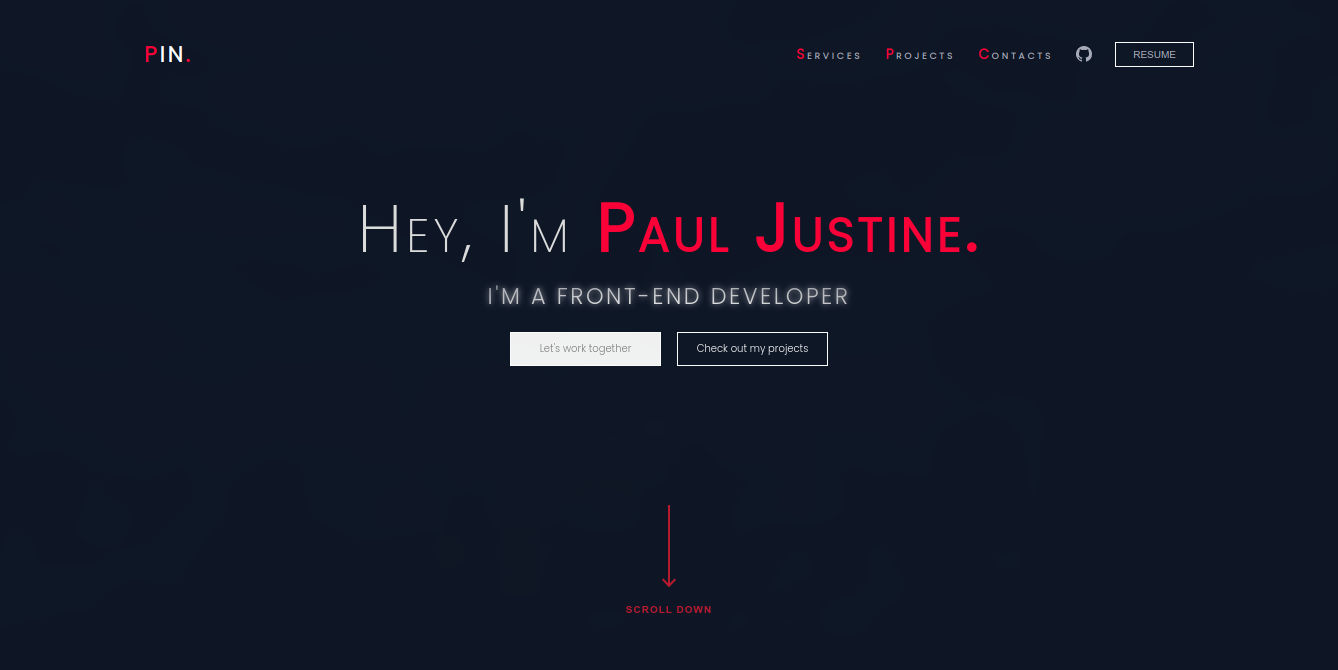 PIN.
Services Projects Contacts RESUME
Hey, I'm Paul Justine.
I'M A FRONT-END DEVELOPER
Let's work together Check out my projects
SCROLL DOWN